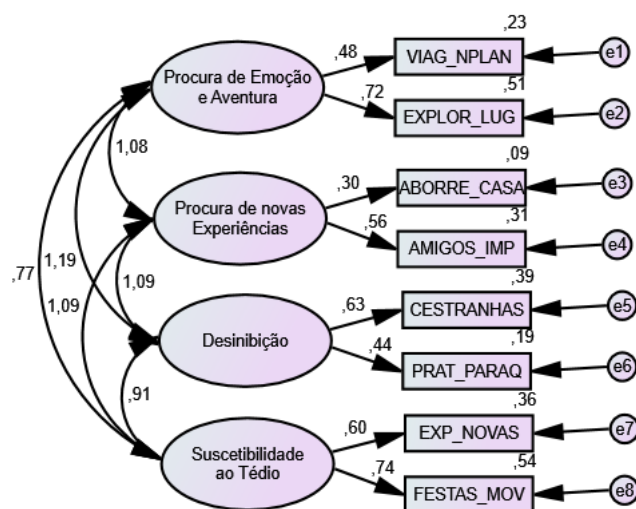 ,23
,48
VIAG_NPLAN
e1
Procura de Emoção
e Aventura
,51
,72
EXPLOR_LUG
e2
1,08
,09
,30
ABORRE_CASA
e3
Procura de novas
Experiências
,31
,56
AMIGOS_IMP
e4
,77
1,19
1,09
1,09
,39
,63
CESTRANHAS
e5
Desinibição
,19
,44
PRAT_PARAQ
e6
,91
,36
,60
EXP_NOVAS
e7
Suscetibilidade
ao Tédio
,54
,74
FESTAS_MOV
e8